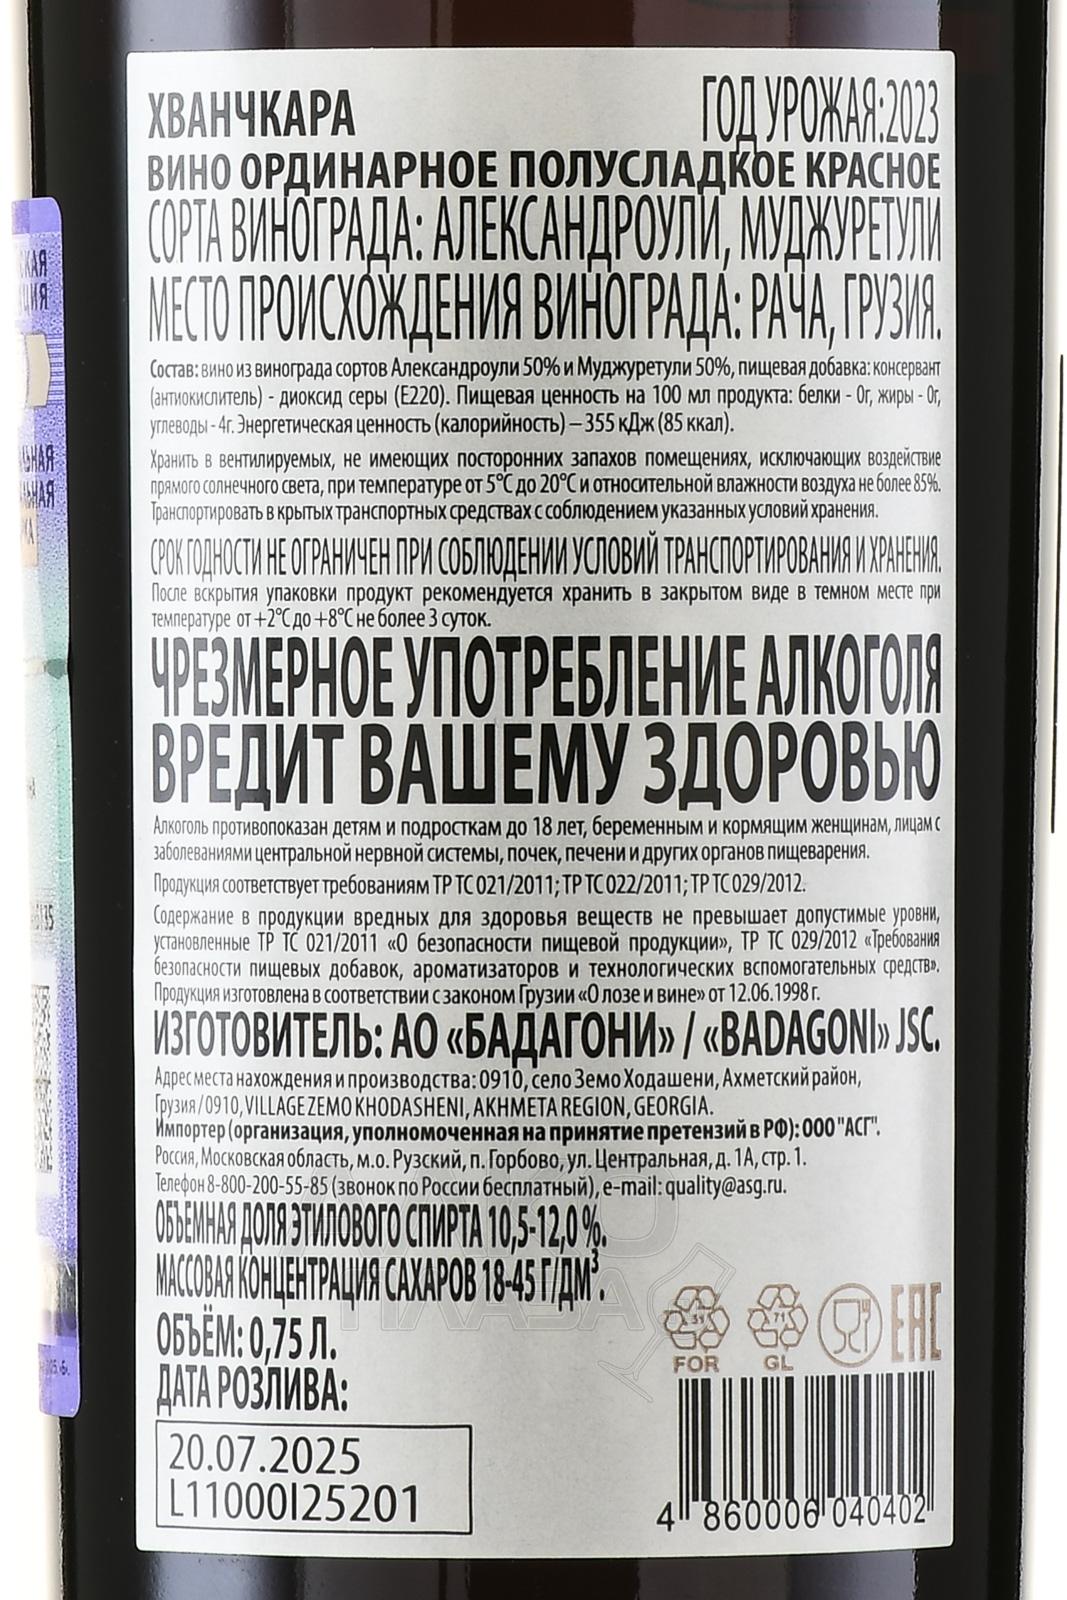 ХВАНЧКАРА ГОД УРОЖАЯ:2023
ВИНО ОРДИНАРНОЕ ПОЛУСЛАДКОЕ КРАСНОЕ
СОРТА ВИНОГРАДА: АЛЕКСАНДРОУЛИ, МУДЖУРЕТУЛИ
МЕСТО ПРОИСХОЖДЕНИЯ ВИНОГРАДА: РАЧА, ГРУЗИЯ.
Состав: вино из винограда сортов Александроули 50% и Муджуретули 50%, пищевая добавка: консервант
(антиокислитель) - диоксид серы (Е220). Пищевая ценность на 100 мл продукта: белки - 0г, жиры - 0г,
углеводы - 4г. Энергетическая ценность (калорийность) – 355 кДж (85 ккал).
Хранить в вентилируемых, не имеющих посторонних запахов помещениях, исключающих воздействие
прямого солнечного света, при температуре от 5°С до 20°С и относительной влажности воздуха не более 85%.
Транспортировать в крытых транспортных средствах с соблюдением указанных условий хранения.
СРОК ГОДНОСТИ НЕ ОГРАНИЧЕН ПРИ СОБЛЮДЕНИИ УСЛОВИЙ ТРАНСПОРТИРОВАНИЯ И ХРАНЕНИЯ.
После вскрытия упаковки продукт рекомендуется хранить в закрытом виде в темном месте при
температуре от +2°С до +8°С не более 3 суток.
ЧРЕЗМЕРНОЕ УПОТРЕБЛЕНИЕ АЛКОГОЛЯ
ВРЕДИТ ВАШЕМУ ЗДОРОВЬЮ
Алкоголь противопоказан детям и подросткам до 18 лет, беременным и кормящим женщинам, лицам с
заболеваниями центральной нервной системы, почек, печени и других органов пищеварения.
Продукция соответствует требованиям ТР ТС 021/2011; ТР ТС 022/2011; ТР ТС 029/2012.
Содержание в продукции вредных для здоровья веществ не превышает допустимые уровни,
установленные ТР ТС 021/2011 «О безопасности пищевой продукции», ТР ТС 029/2012 «Требования
безопасности пищевых добавок, ароматизаторов и технологических вспомогательных средств».
Продукция изготовлена в соответствии с законом Грузии «О лозе и вине» от 12.06.1998 г.
ИЗГОТОВИТЕЛЬ: АО «БАДАГОНИ» / «BADAGONI» JSC.
Адрес места нахождения и производства: 0910, село Земо Ходашени, Ахметский район,
Грузия / 0910, VILLAGE ZEMO KHODASHENI, AKHMETA REGION, GEORGIA.
Импортер (организация, уполномоченная на принятие претензий в РФ): ООО "АСГ".
Россия, Московская область, м.о. Рузский, п. Горбово, ул. Центральная, д. 1А, стр. 1.
Телефон 8-800-200-55-85 (звонок по России бесплатный), e-mail: quality@asg.ru.
ОБЪЕМНАЯ ДОЛЯ ЭТИЛОВОГО СПИРТА 10,5-12,0 %.
МАССОВАЯ КОНЦЕНТРАЦИЯ САХАРОВ 18-45 Г/ДМ³.
ОБЪЁМ: 0,75 Л.
ДАТА РОЗЛИВА:
20.07.2025
L11000I25201
FOR
71
GL
EAC
4 860006 040402
АЛКО
ПЛАЗА